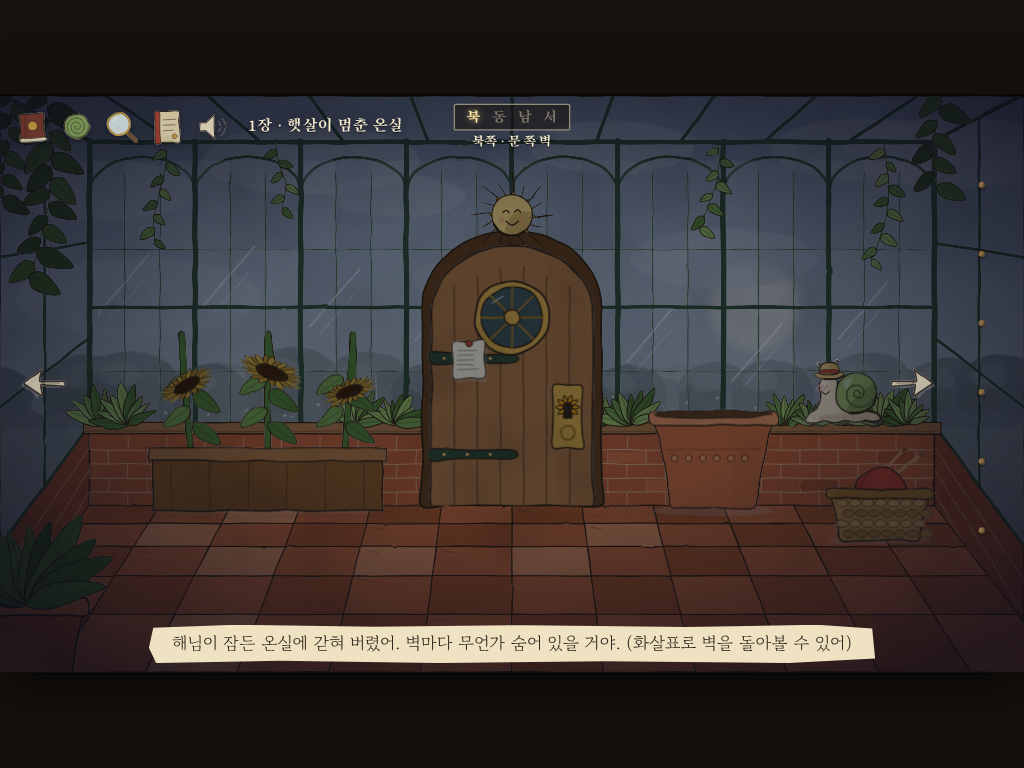 1장 · 햇살이 멈춘 온실
북 동 남 서
북쪽 · 문 쪽 벽
해님이 잠든 온실에 갇혀 버렸어. 벽마다 무언가 숨어 있을 거야. (화살표로 벽을 돌아볼 수 있어)